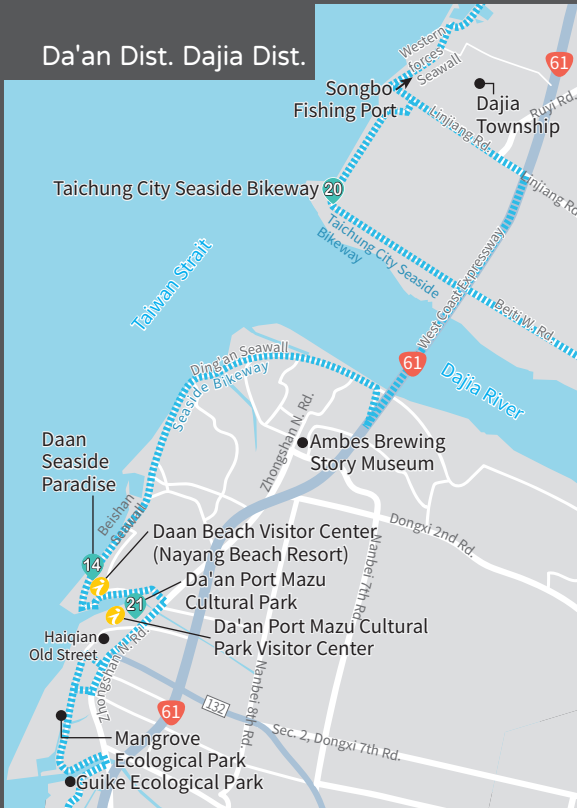 Da'an Dist. Dajia Dist.
Western
forces
Seawall
61
Songbo
Fishing Port
Dajia
Township
Ruyi Rd.
Linjiang Rd.
Linjiang Rd.
Taichung City Seaside Bikeway 20
Taichung City Seaside
Bikeway
Taiwan Strait
West Coast Expressway
Beiti W. Rd.
Ding'an Seawall
Seaside Bikeway
61
Dajia River
Zhongshan N. Rd.
Ambes Brewing
Story Museum
Daan
Seaside
Paradise
Beishan
Seawall
Dongxi 2nd Rd.
Daan Beach Visitor Center
(Nayang Beach Resort)
14
Nanbei 7th Rd.
Da'an Port Mazu
Cultural Park
21
Da'an Port Mazu Cultural
Park Visitor Center
Haiqian
Old Street
Zhongshan N. Rd.
Nanbei 8th Rd.
132
61
Sec. 2, Dongxi 7th Rd.
Mangrove
Ecological Park
Guike Ecological Park